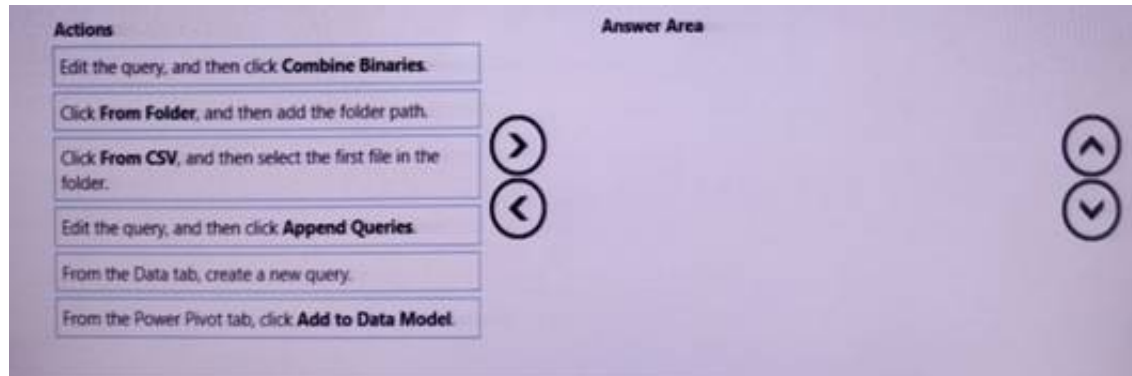 Actions
Answer Area
Edit the query, and then click Combine Binaries.
Click From Folder, and then add the folder path.
Click From CSV, and then select the first file in the
folder.
Edit the query, and then click Append Queries.
From the Data tab, create a new query.
From the Power Pivot tab, click Add to Data Model.